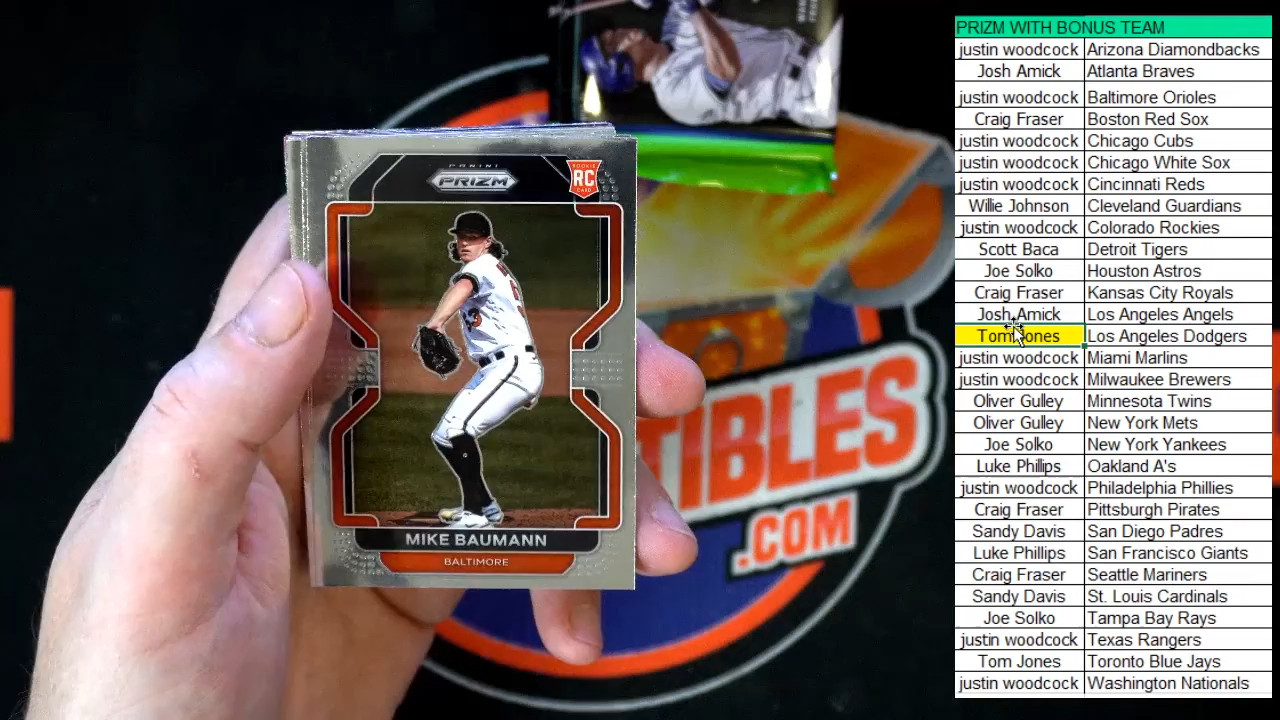 PANINI
PRIZM
ROOKIE
RC
CARD
MIKE BAUMANN
BALTIMORE
TIBLES
.COM
PRIZM WITH BONUS TEAM
justin woodcock Arizona Diamondbacks
Josh Amick Atlanta Braves
justin woodcock Baltimore Orioles
Craig Fraser Boston Red Sox
justin woodcock Chicago Cubs
justin woodcock Chicago White Sox
justin woodcock Cincinnati Reds
Willie Johnson Cleveland Guardians
justin woodcock Colorado Rockies
Scott Baca Detroit Tigers
Joe Solko Houston Astros
Craig Fraser Kansas City Royals
Josh Amick Los Angeles Angels
Tom Jones Los Angeles Dodgers
justin woodcock Miami Marlins
justin woodcock Milwaukee Brewers
Oliver Gulley Minnesota Twins
Oliver Gulley New York Mets
Joe Solko New York Yankees
Luke Phillips Oakland A's
justin woodcock Philadelphia Phillies
Craig Fraser Pittsburgh Pirates
Sandy Davis San Diego Padres
Luke Phillips San Francisco Giants
Craig Fraser Seattle Mariners
Sandy Davis St. Louis Cardinals
Joe Solko Tampa Bay Rays
justin woodcock Texas Rangers
Tom Jones Toronto Blue Jays
justin woodcock Washington Nationals